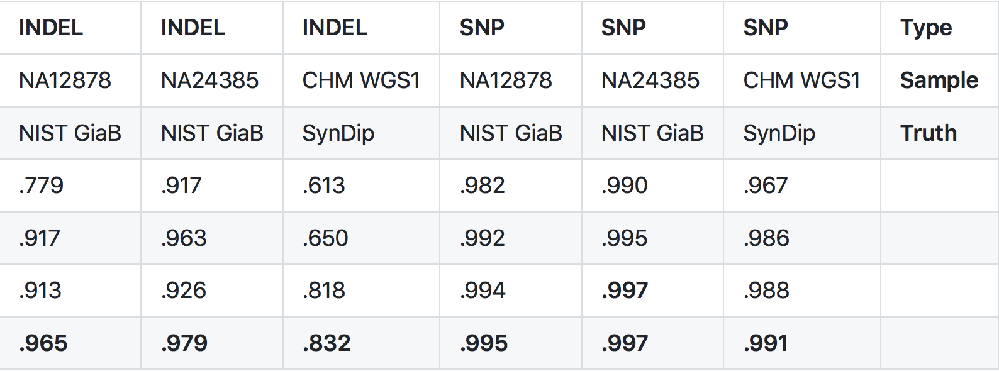 INDEL INDEL INDEL SNP SNP SNP Type
NA12878 NA24385 CHM WGS1 NA12878 NA24385 CHM WGS1 Sample
NIST GiaB NIST GiaB SynDip NIST GiaB NIST GiaB SynDip Truth
.779 .917 .613 .982 .990 .967
.917 .963 .650 .992 .995 .986
.913 .926 .818 .994 .997 .988
.965 .979 .832 .995 .997 .991